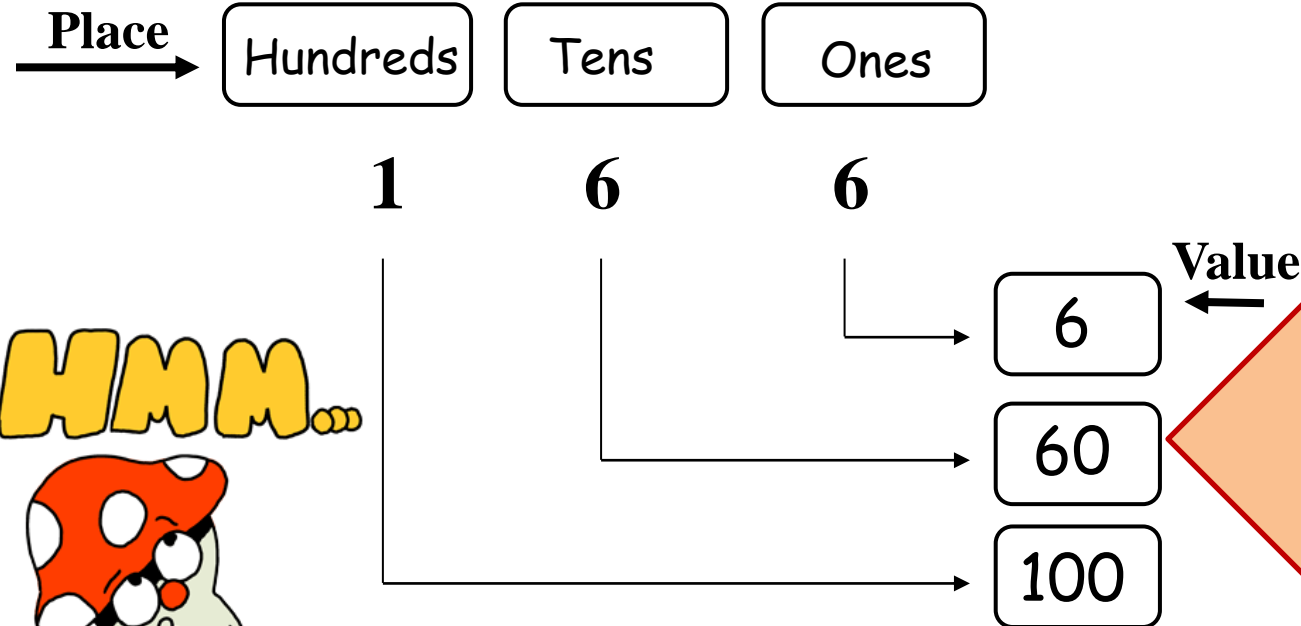 Place
Hundreds Tens Ones
1 6 6
Value
6
HMM...
60
100